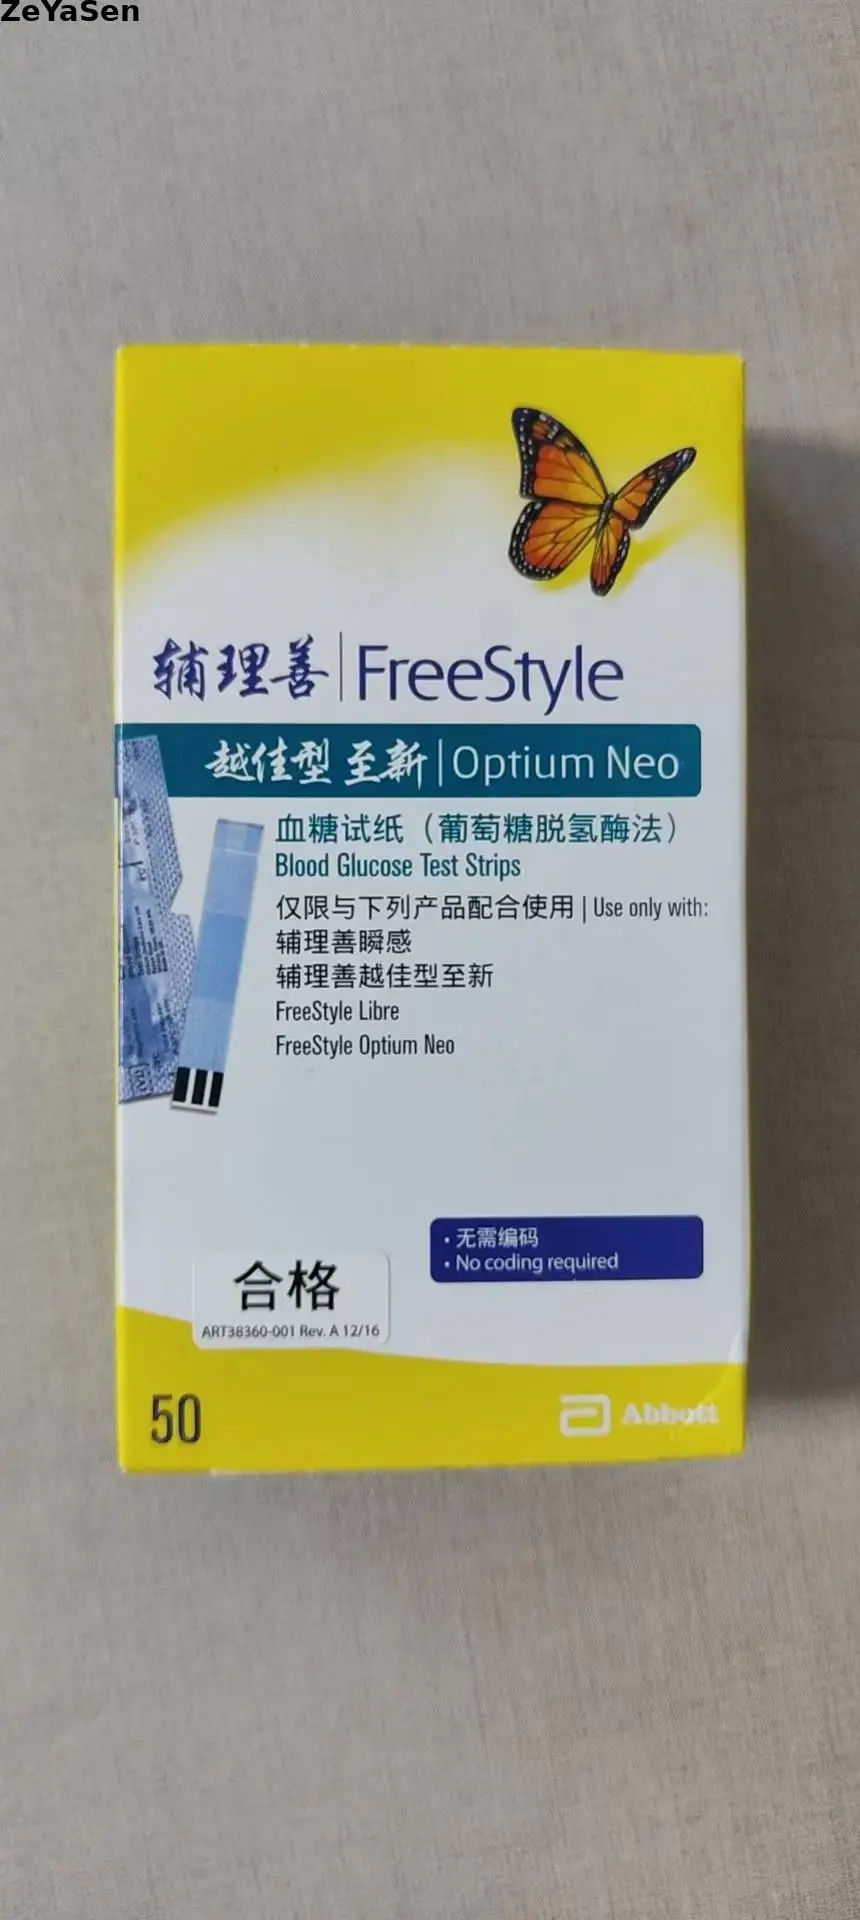 ZeYaSen
辅理善 | FreeStyle
越佳型 至新 | Optium Neo
血糖试纸（葡萄糖脱氢酶法）
Blood Glucose Test Strips
仅限与下列产品配合使用 | Use only with:
辅理善瞬感
辅理善越佳型至新
FreeStyle Libre
FreeStyle Optium Neo
• 无需编码
• No coding required
合格
ART38360-001 Rev. A 12/16
50
Abbott